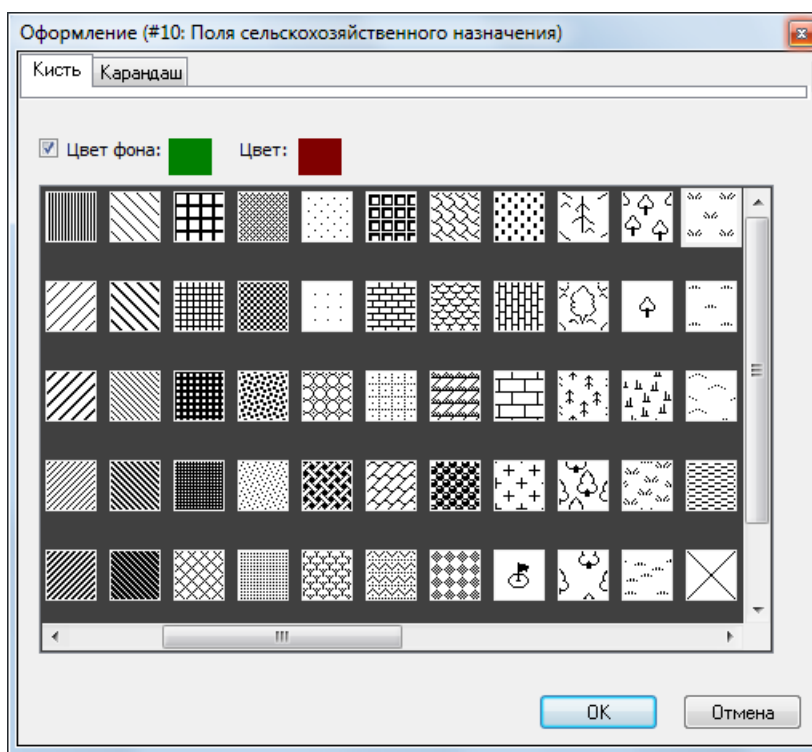 Оформление (#10: Поля сельскохозяйственного назначения)
Кисть Карандаш
Цвет фона: Цвет:
OK Отмена